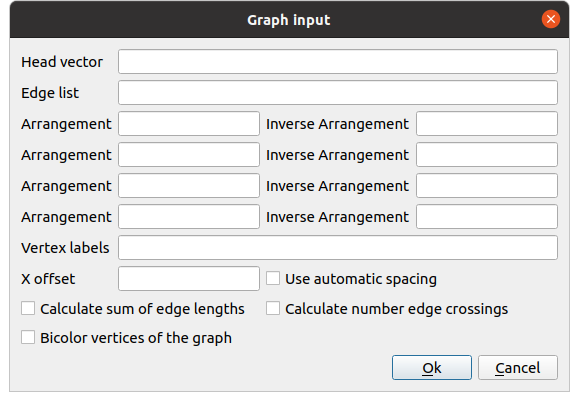 Graph input
Head vector
Edge list
Arrangement Inverse Arrangement
Arrangement Inverse Arrangement
Arrangement Inverse Arrangement
Arrangement Inverse Arrangement
Vertex labels
X offset Use automatic spacing
Calculate sum of edge lengths Calculate number edge crossings
Bicolor vertices of the graph
Ok Cancel